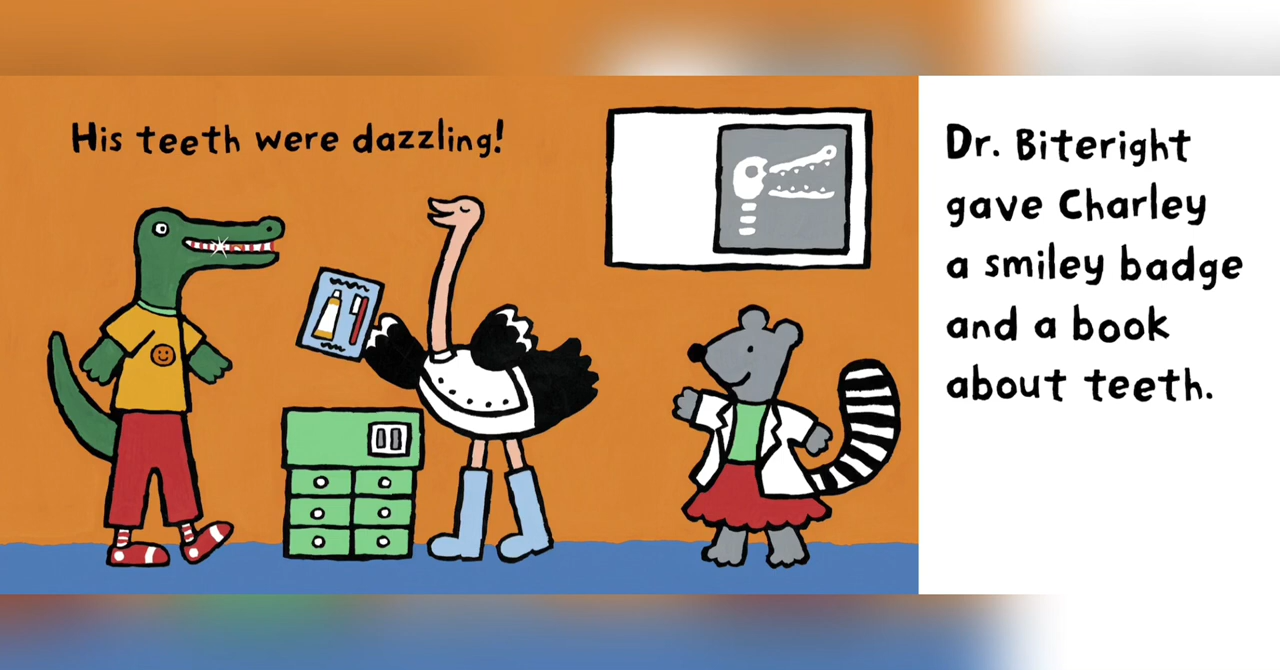 His teeth were dazzling!
Dr. Biteright
gave Charley
a smiley badge
and a book
about teeth.